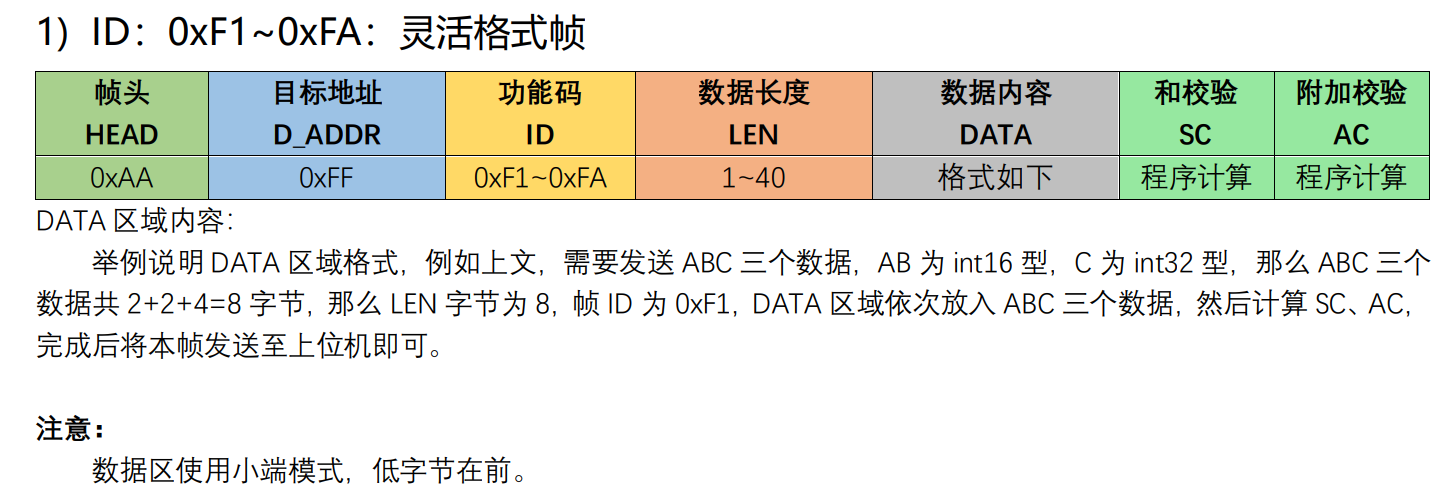 1）ID：0xF1~0xFA：灵活格式帧
帧头 目标地址 功能码 数据长度 数据内容 和校验 附加校验
HEAD D_ADDR ID LEN DATA SC AC
0xAA 0xFF 0xF1~0xFA 1~40 格式如下 程序计算 程序计算
DATA 区域内容：
举例说明 DATA 区域格式，例如上文，需要发送 ABC 三个数据，AB 为 int16 型，C 为 int32 型，那么 ABC 三个
数据共 2+2+4=8 字节，那么 LEN 字节为 8，帧 ID 为 0xF1，DATA 区域依次放入 ABC 三个数据，然后计算 SC、AC，
完成后将本帧发送至上位机即可。
注意：
数据区使用小端模式，低字节在前。